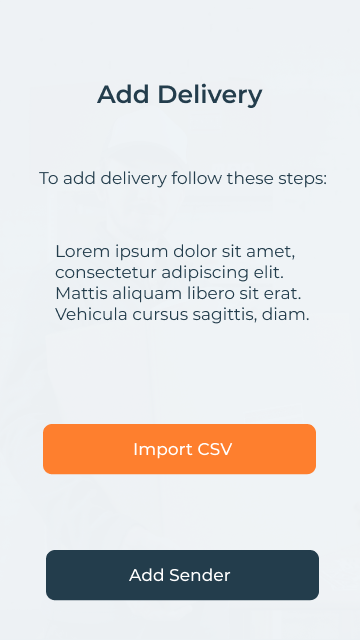 Add Delivery
To add delivery follow these steps:
Lorem ipsum dolor sit amet,
consectetur adipiscing elit.
Mattis aliquam libero sit erat.
Vehicula cursus sagittis, diam.
Import CSV
Add Sender